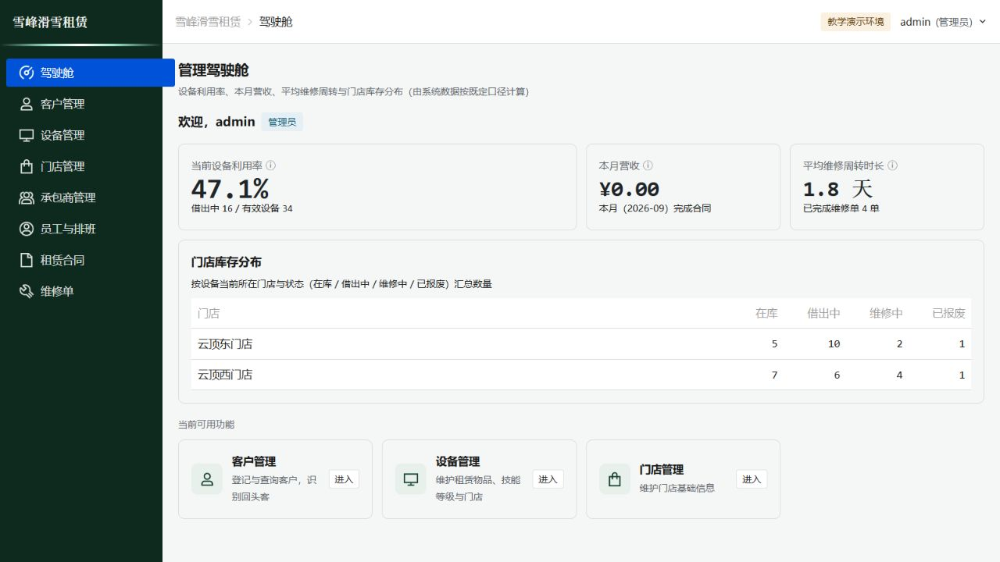 雪峰滑雪租赁
雪峰滑雪租赁 > 驾驶舱
教学演示环境
admin (管理员)
驾驶舱
客户管理
设备管理
门店管理
承包商管理
员工与排班
租赁合同
维修单
管理驾驶舱
设备利用率、本月营收、平均维修周转与门店库存分布（由系统数据按既定口径计算）
欢迎，admin 管理员
当前设备利用率
47.1%
借出中 16 / 有效设备 34
本月营收
¥0.00
本月（2026-09）完成合同
平均维修周转时长
1.8 天
已完成维修单 4 单
门店库存分布
按设备当前所在门店与状态（在库 / 借出中 / 维修中 / 已报废）汇总数量
门店 在库 借出中 维修中 已报废
云顶东门店 5 10 2 1
云顶西门店 7 6 4 1
当前可用功能
客户管理
登记与查询客户，识
别回头客
进入
设备管理
维护租赁物品、技能
等级与门店
进入
门店管理
维护门店基础信息
进入